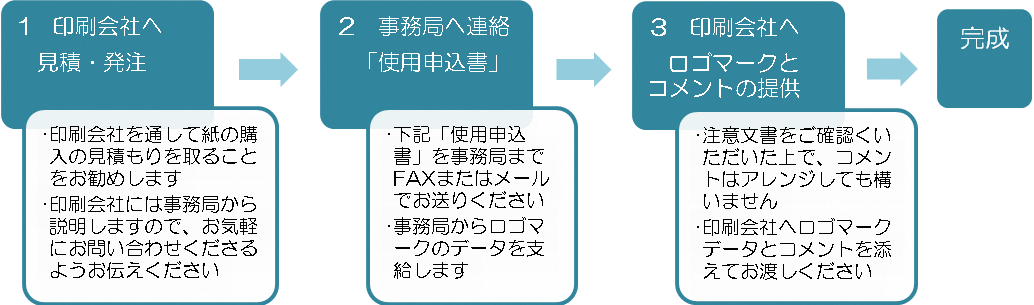 1　印刷会社へ
見積・発注
・印刷会社を通して紙の購
入の見積もりを取ること
をお勧めします
・印刷会社には事務局から
説明しますので、お気軽
にお問い合わせくださる
ようお伝えください
2　事務局へ連絡
「使用申込書」
・下記「使用申込
書」を事務局まで
FAXまたはメール
でお送りください
・事務局からロゴマ
ークのデータを支
給します
3　印刷会社へ
ロゴマークと
コメントの提供
・注意文書をご確認くい
ただいた上で、コメン
トはアレンジしても構
いません
・印刷会社へロゴマーク
データとコメントを添
えてお渡しください
完成